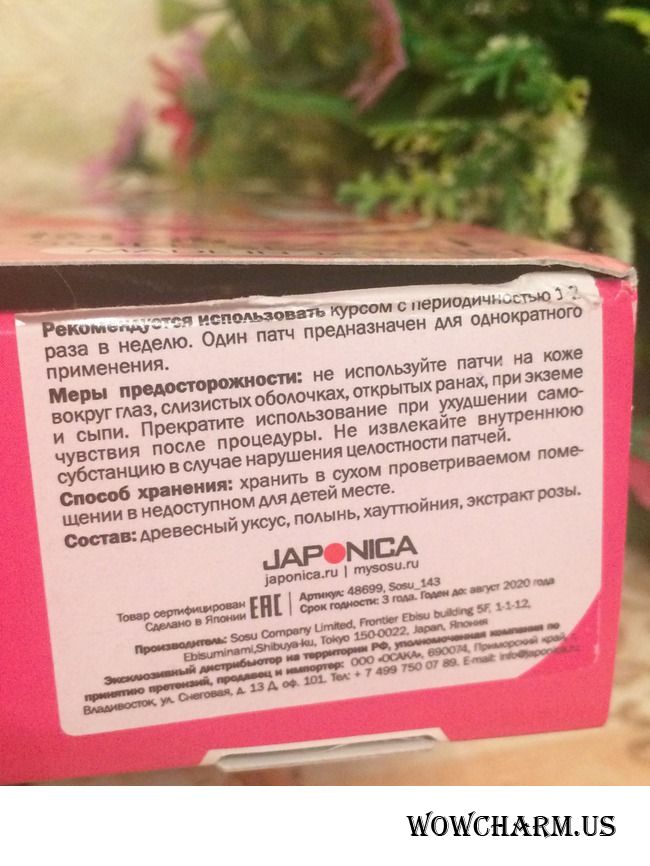 Рекомендуется использовать курсом с периодичностью 1-2
раза в неделю. Один патч предназначен для однократного
применения.
Меры предосторожности: не используйте патчи на коже
вокруг глаз, слизистых оболочках, открытых ранах, при экземе
и сыпи. Прекратите использование при ухудшении само-
чувствия после процедуры. Не извлекайте внутреннюю
субстанцию в случае нарушения целостности патчей.
Способ хранения: хранить в сухом проветриваемом поме-
щении в недоступном для детей месте.
Состав: древесный уксус, полынь, хауттюйния, экстракт розы.
JAPONICA
japonica.ru | mysosu.ru
Товар сертифицирован
Сделано в Японии
EAC
Артикул: 48699, Sosu_143
Срок годности: 3 года. Годен до: август 2020 года
Производитель: Sosu Company Limited, Frontier Ebisu building 5F, 1-1-12,
Ebisuminami,Shibuya-ku, Tokyo 150-0022, Japan, Япония
Эксклюзивный дистрибьютор на территории РФ, уполномоченная компания по
принятию претензий, продавец и импортер: ООО «ОСАКА», 690074, Приморский край,
Владивосток, ул. Снеговая, д. 13 Д, оф. 101. Тел: + 7 499 750 07 89. E-mail: info@japonica.ru
WOWCHARM.US